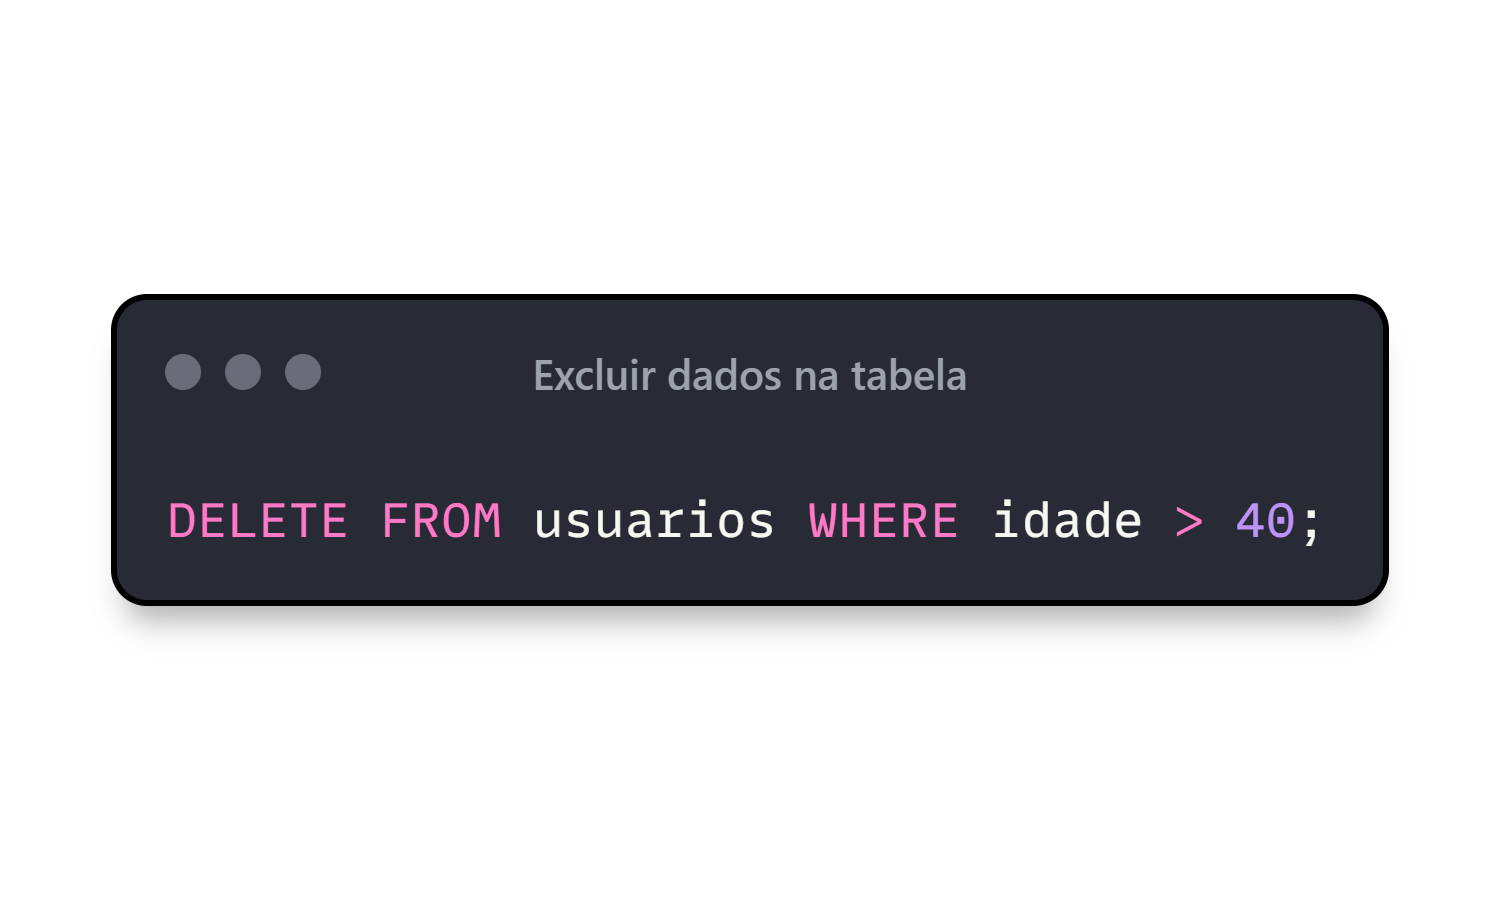 Excluir dados na tabela
DELETE FROM usuarios WHERE idade > 40;